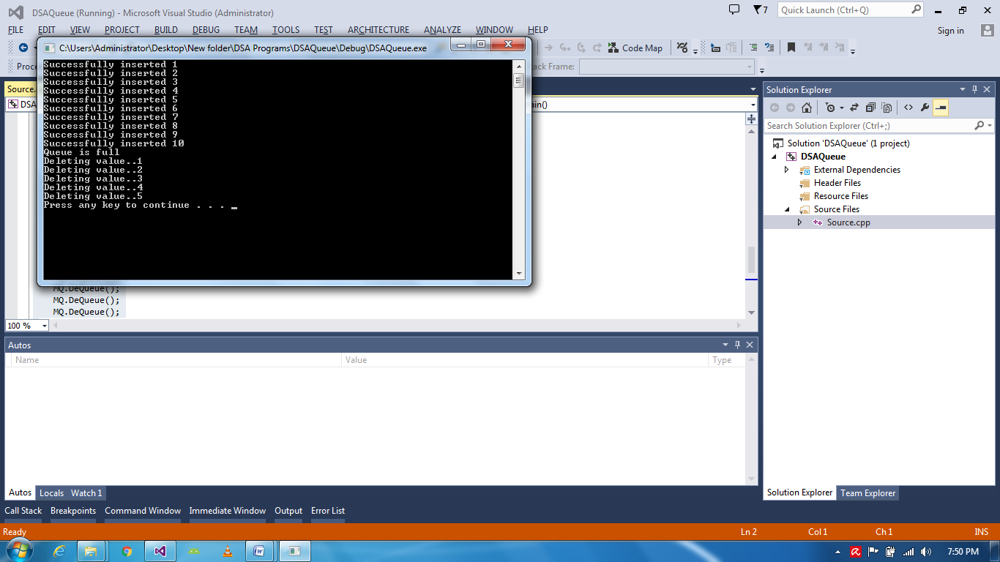 DSAQueue (Running) - Microsoft Visual Studio (Administrator)
7
Quick Launch (Ctrl+Q)
FILE EDIT VIEW PROJECT BUILD DEBUG TEAM TOOLS TEST ARCHITECTURE ANALYZE WINDOW HELP
Sign in
C:\Users\Administrator\Desktop\New folder\DSA Programs\DSAQueue\Debug\DSAQueue.exe
Code Map
Proce
ck Frame:
Source.
DSA
ain()
Successfully inserted 1
Successfully inserted 2
Successfully inserted 3
Successfully inserted 4
Successfully inserted 5
Successfully inserted 6
Successfully inserted 7
Successfully inserted 8
Successfully inserted 9
Successfully inserted 10
Queue is full
Deleting value..1
Deleting value..2
Deleting value..3
Deleting value..4
Deleting value..5
Press any key to continue . . . _
MQ.DeQueue();
MQ.DeQueue();
MQ.DeQueue();
100 %
Solution Explorer
Search Solution Explorer (Ctrl+;)
Solution 'DSAQueue' (1 project)
DSAQueue
External Dependencies
Header Files
Resource Files
Source Files
Source.cpp
Autos
Name Value Type
Autos Locals Watch 1
Solution Explorer Team Explorer
Call Stack Breakpoints Command Window Immediate Window Output Error List
Ready Ln 2 Col 1 Ch 1 INS
7:50 PM